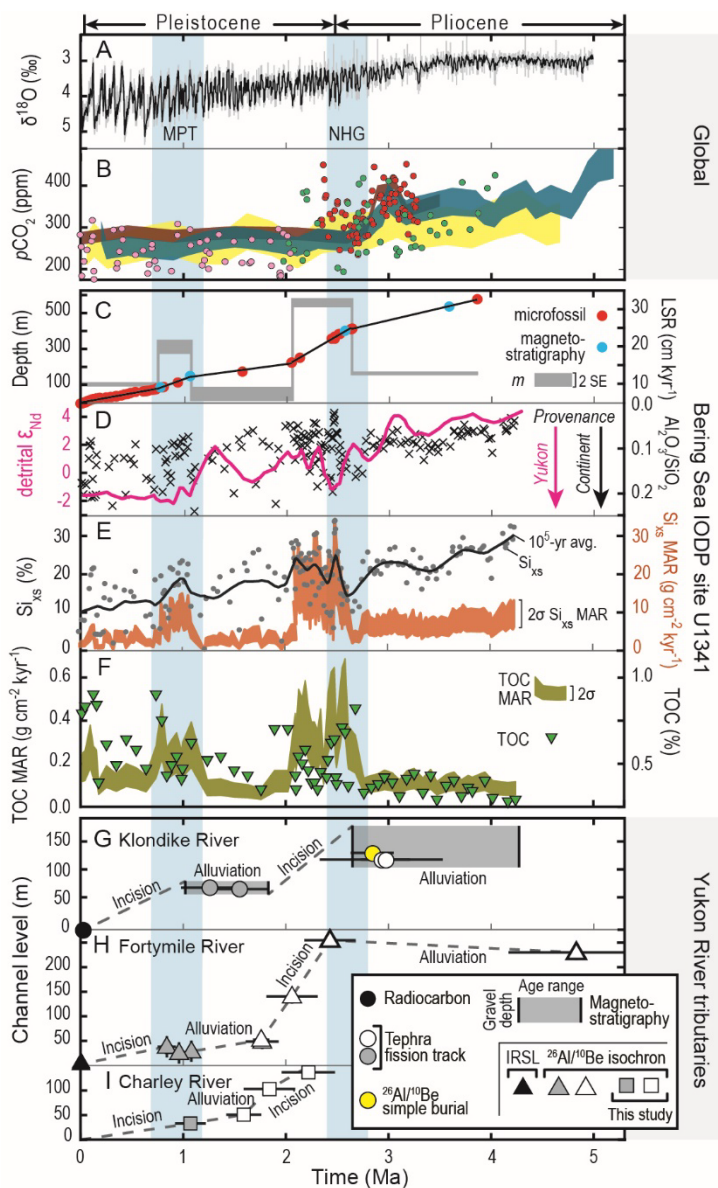 Pleistocene
Pliocene
A
δ18O (‰)
3
4
5
MPT
NHG
Global
B
pCO2 (ppm)
400
300
200
C
Depth (m)
500
300
100
microfossil
magneto-
stratigraphy
m
2 SE
30
20
10
LSR (cm kyr-1)
D
detrital εNd
4
2
0
-2
Provenance
Yukon
Continent
0.0
0.1
0.2
Al2O3/SiO2
E
Sixs (%)
30
20
10
0
105-yr avg.
Sixs
2σ Sixs MAR
30
20
10
0
Sixs MAR (g cm-2 kyr-1)
Bering Sea IODP site U1341
F
TOC MAR (g cm-2 kyr-1)
0.6
0.4
0.2
0.0
TOC
MAR
2σ
TOC
1.0
0.5
TOC (%)
G Klondike River
150
100
50
0
Incision
Alluviation
Incision
Alluviation
Channel level (m)
H Fortymile River
200
150
100
50
0
Incision
Alluviation
Incision
Alluviation
I Charley River
100
50
0
Incision
Alluviation
Incision
Radiocarbon
Tephra
fission track
26Al/10Be
simple burial
Age range
Gravel
depth
Magneto-
stratigraphy
IRSL
26Al/10Be isochron
This study
Yukon River tributaries
0
1
2
3
4
5
Time (Ma)